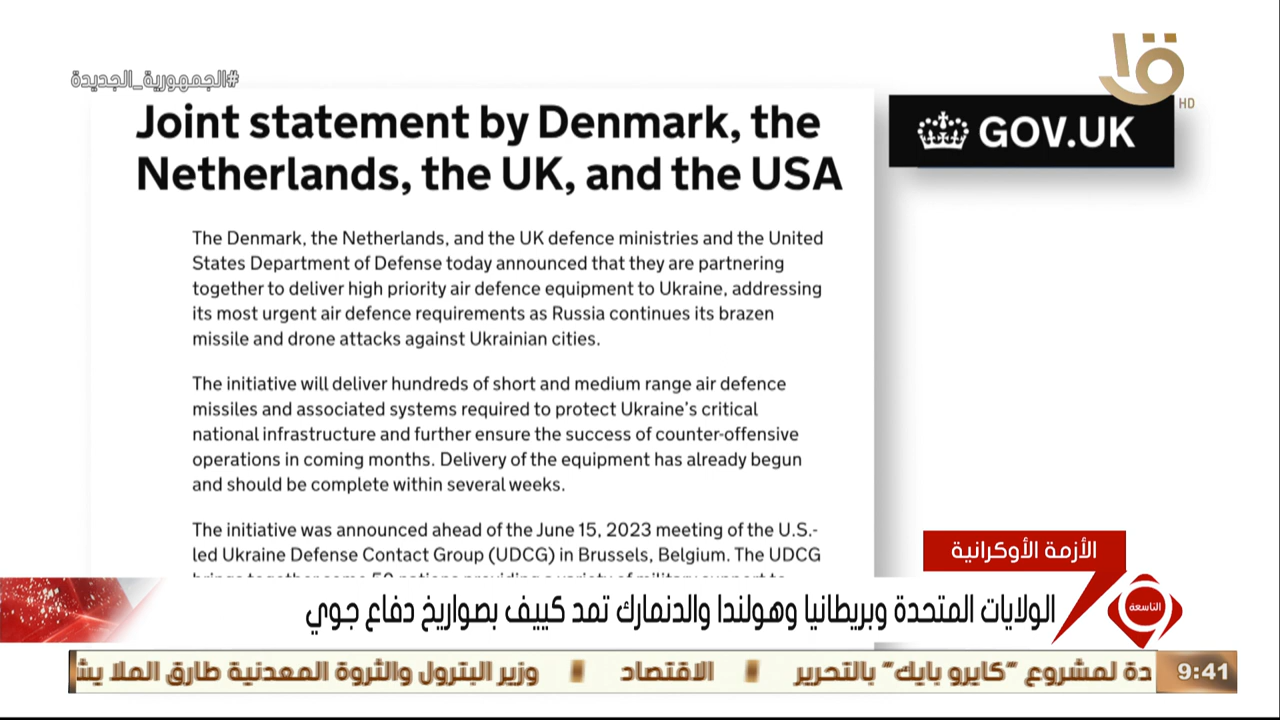 #الجمهورية_الجديدة
HD
GOV.UK
Joint statement by Denmark, the
Netherlands, the UK, and the USA
The Denmark, the Netherlands, and the UK defence ministries and the United
States Department of Defense today announced that they are partnering
together to deliver high priority air defence equipment to Ukraine, addressing
its most urgent air defence requirements as Russia continues its brazen
missile and drone attacks against Ukrainian cities.
The initiative will deliver hundreds of short and medium range air defence
missiles and associated systems required to protect Ukraine's critical
national infrastructure and further ensure the success of counter-offensive
operations in coming months. Delivery of the equipment has already begun
and should be complete within several weeks.
The initiative was announced ahead of the June 15, 2023 meeting of the U.S.-
led Ukraine Defense Contact Group (UDCG) in Brussels, Belgium. The UDCG
الأزمة الأوكرانية
الولايات المتحدة وبريطانيا وهولندا والدنمارك تمد كييف بصواريخ دفاع جوي
التاسعة
دة لمشروع “كايرو بايك” بالتحرير الاقتصاد وزير البترول والثروة المعدنية طارق الملا يش
9:41